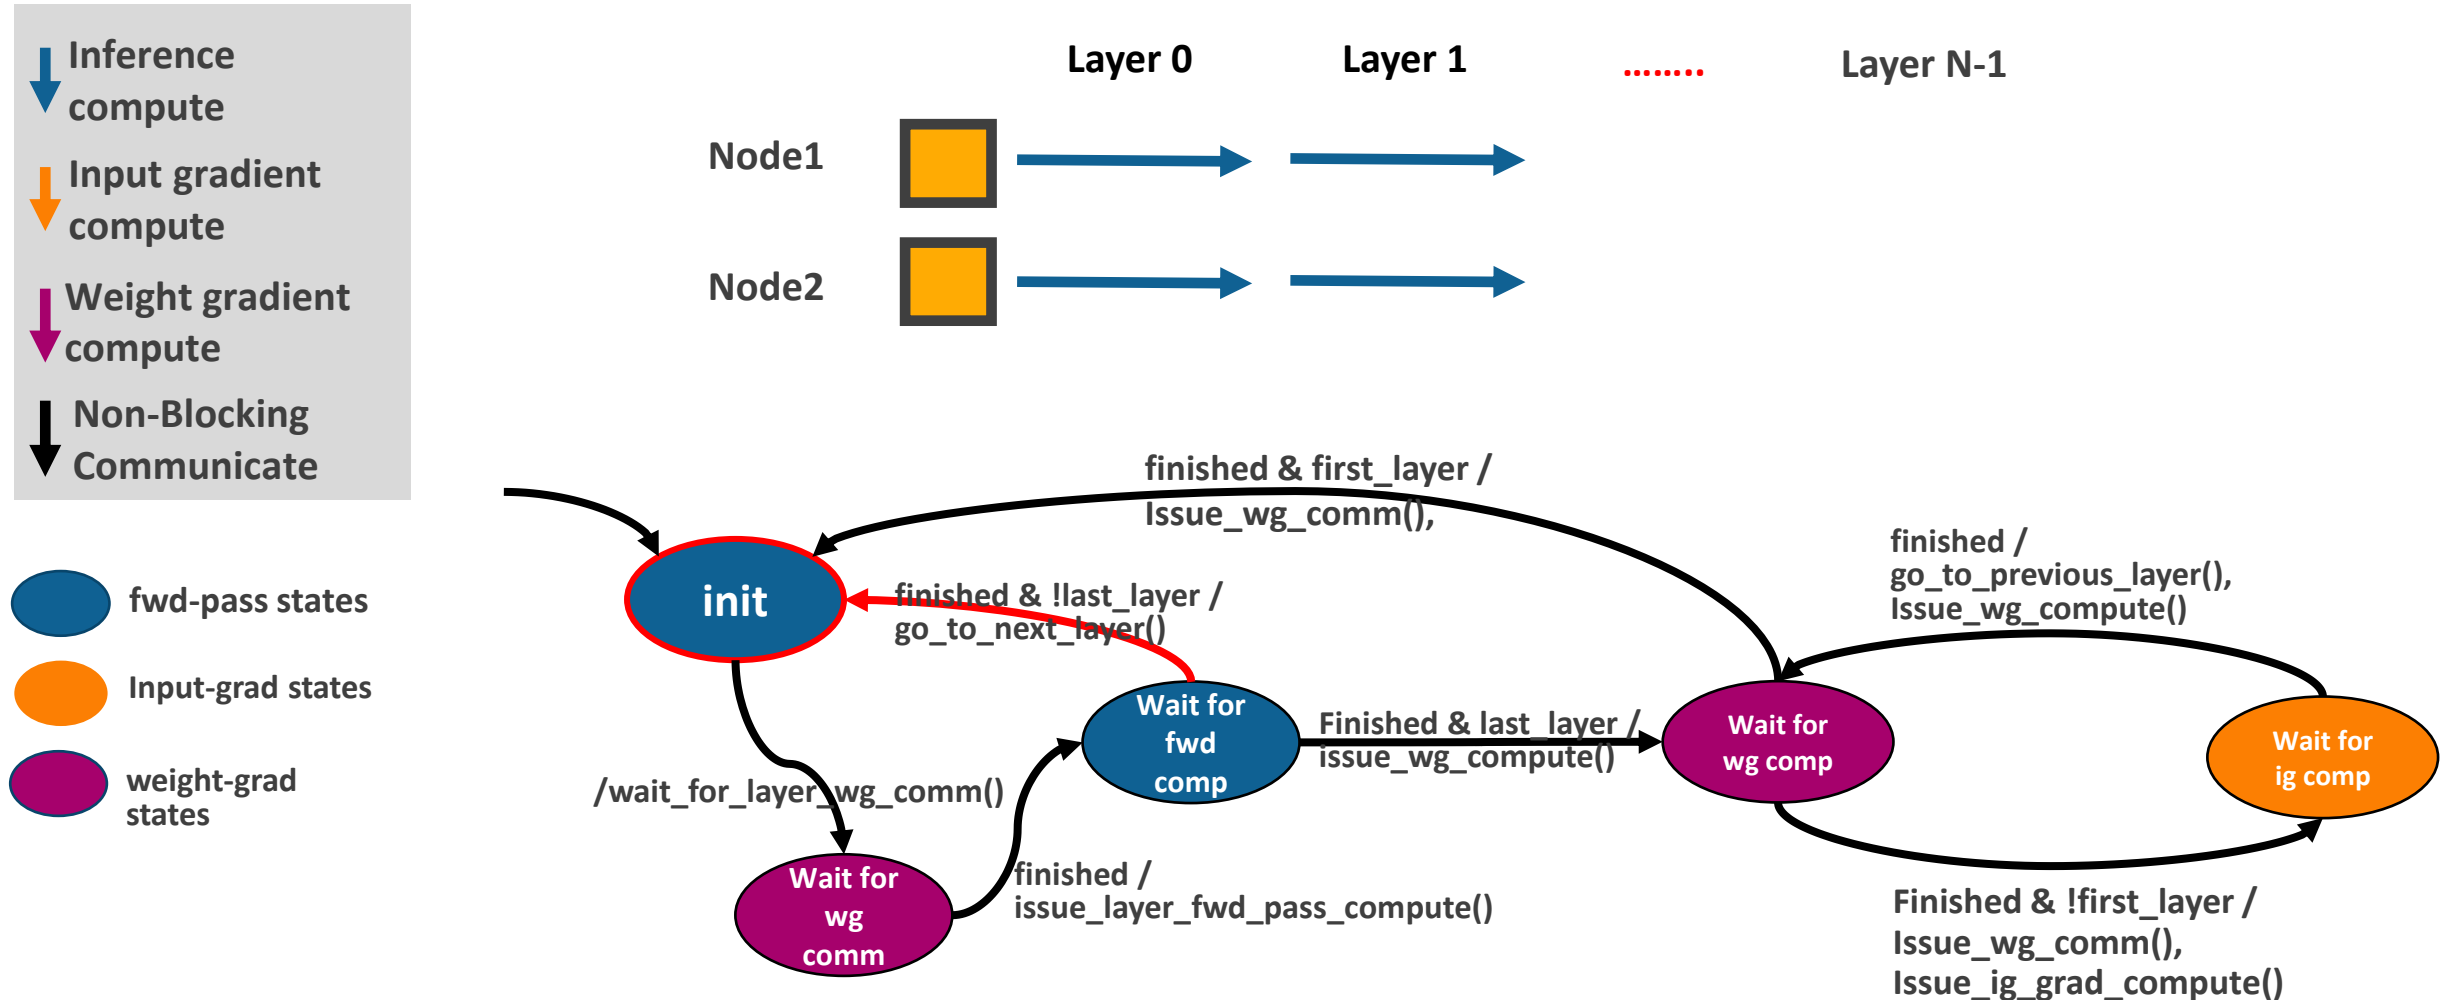 Inference
compute
Input gradient
compute
Weight gradient
compute
Non-Blocking
Communicate
fwd-pass states
Input-grad states
weight-grad
states
Layer 0
Layer 1
........
Layer N-1
Node1
Node2
finished & first_layer /
Issue_wg_comm(),
init
finished & !last_layer /
go_to_next_layer()
finished /
go_to_previous_layer(),
Issue_wg_compute()
Wait for
fwd
comp
Finished & last_layer /
issue_wg_compute()
Wait for
wg comp
Wait for
ig comp
/wait_for_layer_wg_comm()
Wait for
wg
comm
finished /
issue_layer_fwd_pass_compute()
Finished & !first_layer /
Issue_wg_comm(),
Issue_ig_grad_compute()